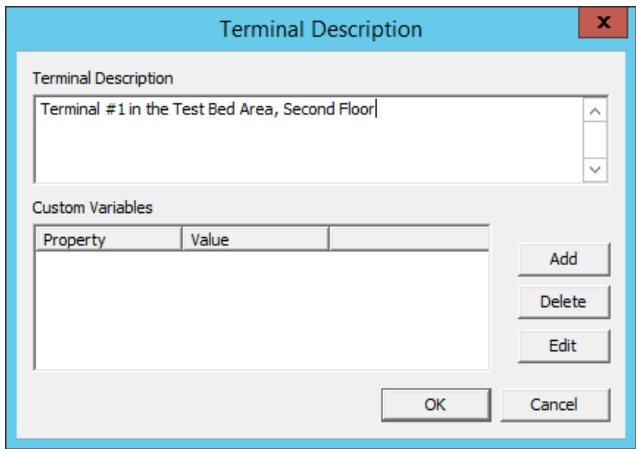 Terminal Description
x
Terminal Description
Terminal #1 in the Test Bed Area, Second Floor
Custom Variables
Property Value
Add
Delete
Edit
OK Cancel